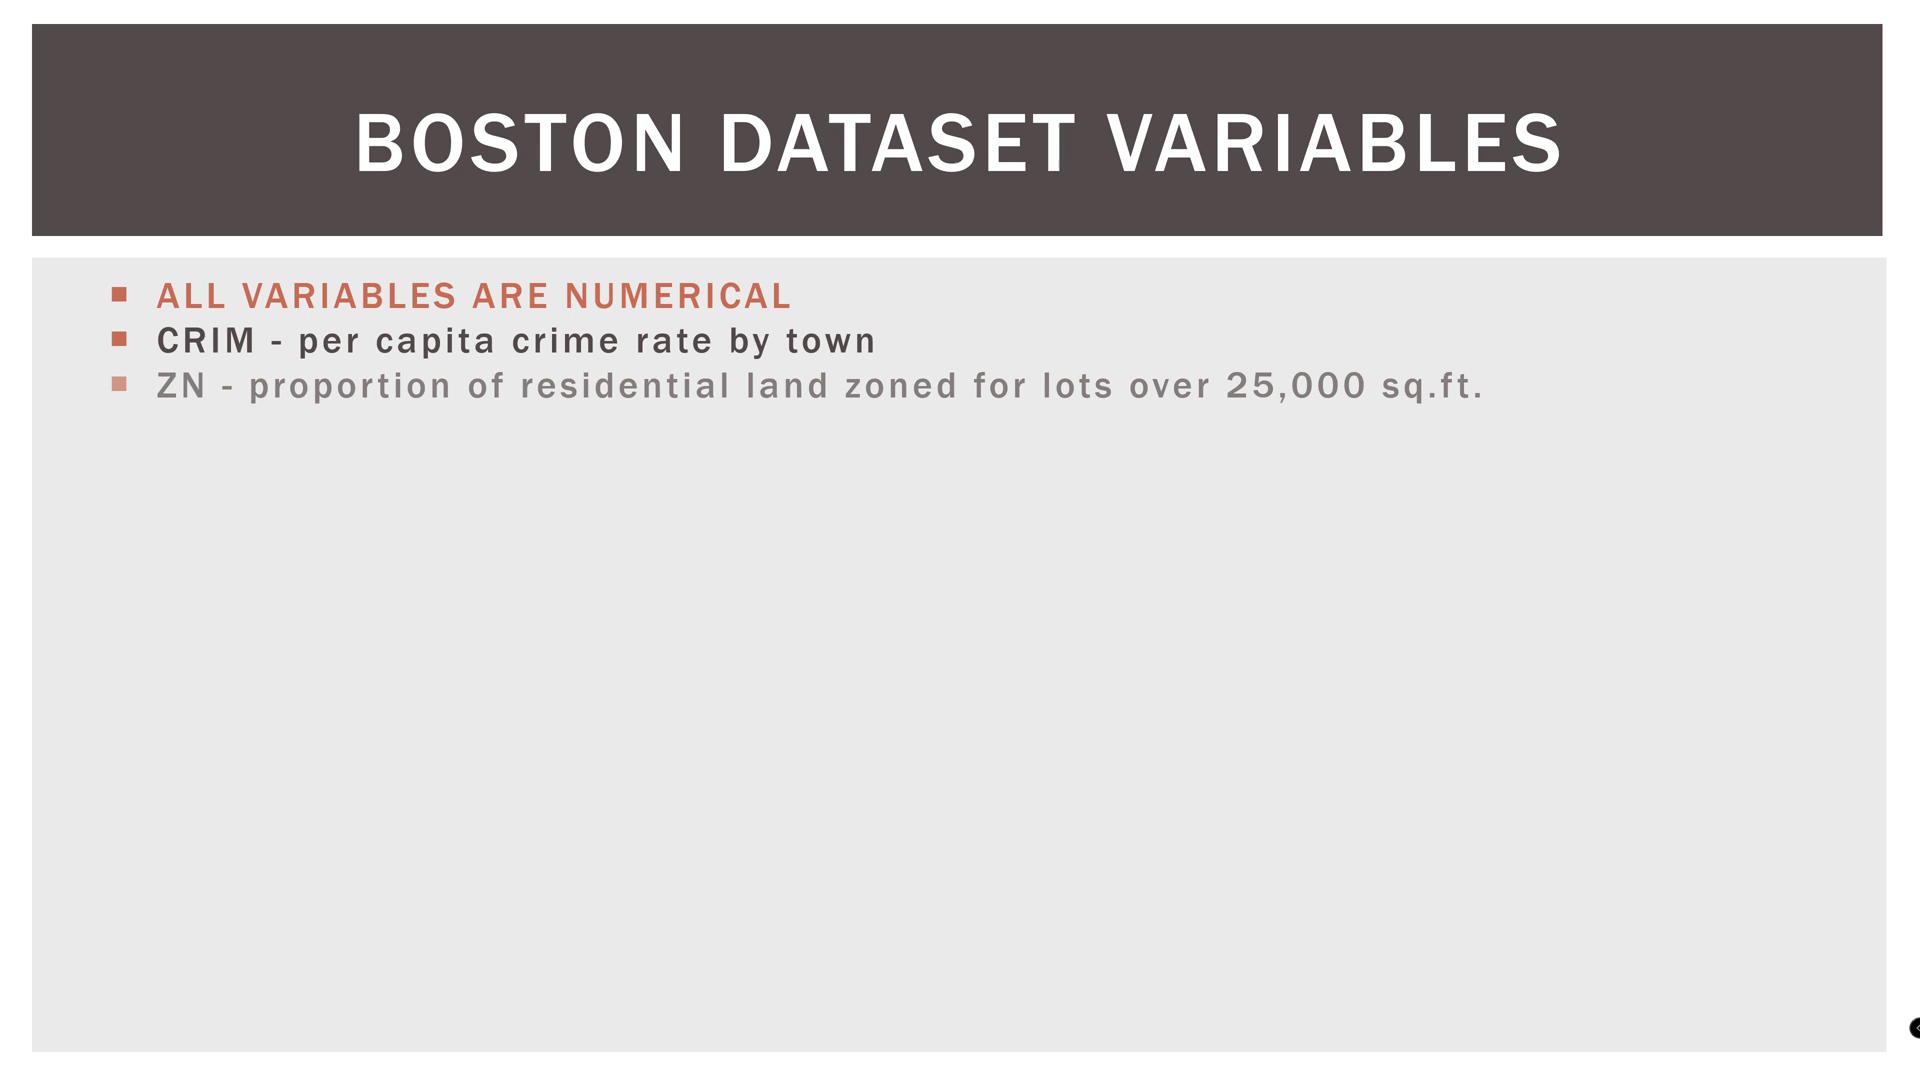 BOSTON DATASET VARIABLES
ALL VARIABLES ARE NUMERICAL
CRIM - per capita crime rate by town
ZN - proportion of residential land zoned for lots over 25,000 sq.ft.